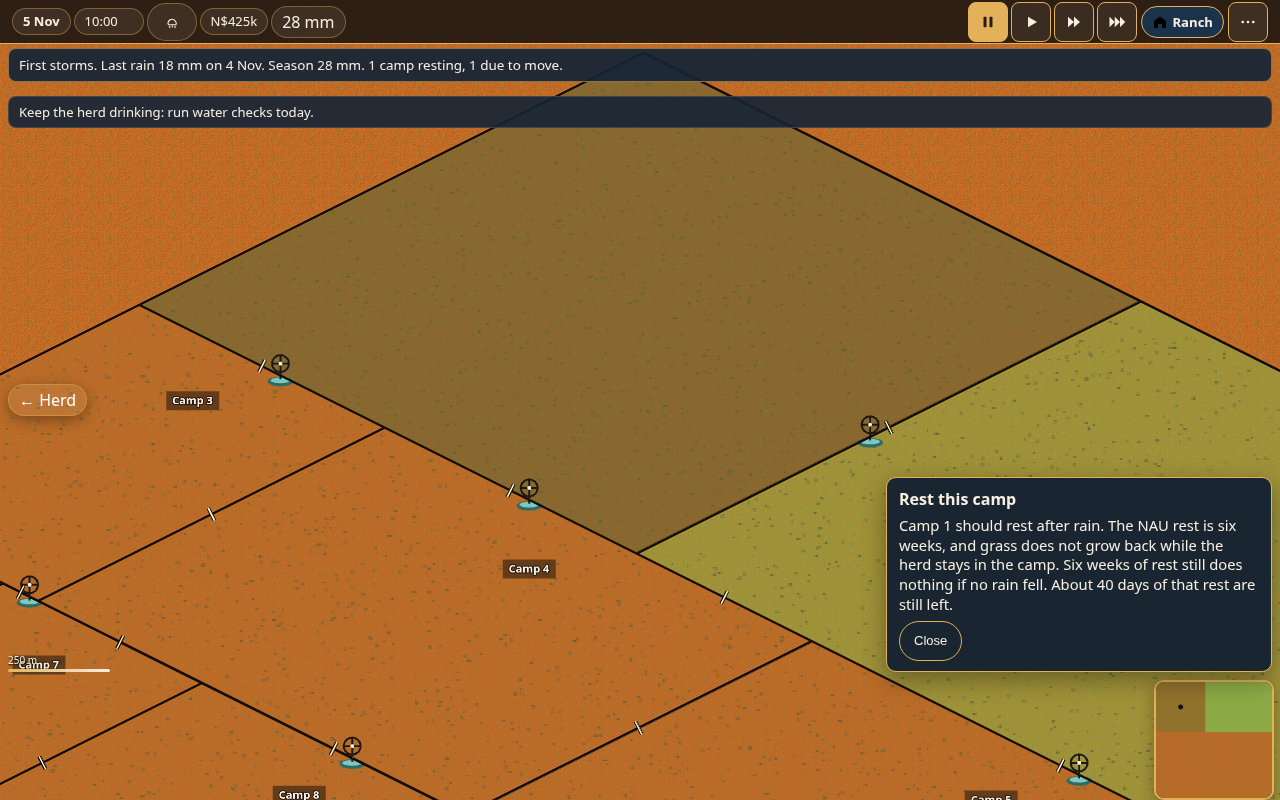 5 Nov 10:00 N$425k 28 mm Ranch
First storms. Last rain 18 mm on 4 Nov. Season 28 mm. 1 camp resting, 1 due to move.
Keep the herd drinking: run water checks today.
← Herd
Camp 3
Camp 4
Rest this camp
Camp 1 should rest after rain. The NAU rest is six
weeks, and grass does not grow back while the
herd stays in the camp. Six weeks of rest still does
nothing if no rain fell. About 40 days of that rest are
still left.
Close
250 m
Camp 7
Camp 8
Camp 5